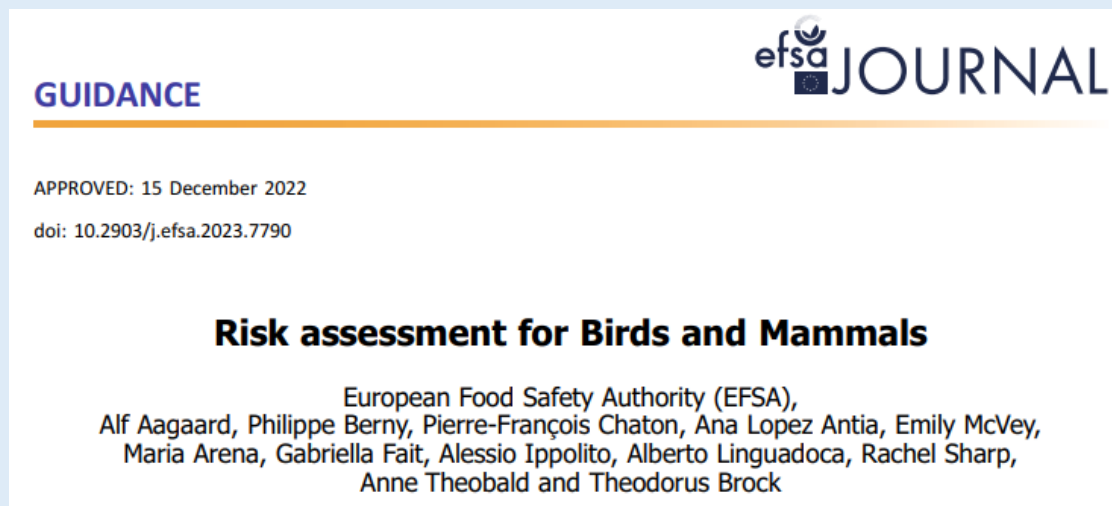 efsa JOURNAL
GUIDANCE
APPROVED: 15 December 2022
doi: 10.2903/j.efsa.2023.7790
Risk assessment for Birds and Mammals
European Food Safety Authority (EFSA),
Alf Aagaard, Philippe Berny, Pierre-François Chaton, Ana Lopez Antia, Emily McVey,
Maria Arena, Gabriella Fait, Alessio Ippolito, Alberto Linguadoca, Rachel Sharp,
Anne Theobald and Theodorus Brock